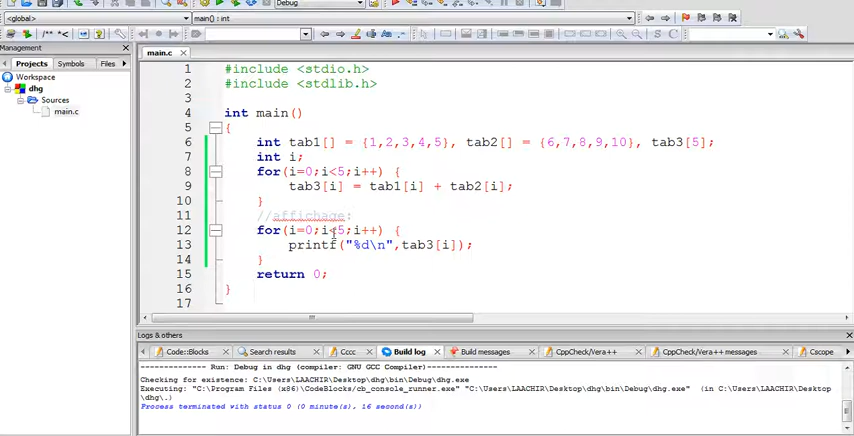 Debug
<global>
main() : int
/** *<
Aa
S C
Management
Projects
Symbols
Files
Workspace
dhg
Sources
main.c
main.c
1 #include <stdio.h>
2 #include <stdlib.h>
3
4 int main()
5 {
6 int tab1[] = {1,2,3,4,5}, tab2[] = {6,7,8,9,10}, tab3[5];
7 int i;
8 for(i=0;i<5;i++) {
9 tab3[i] = tab1[i] + tab2[i];
10 }
11 //affichage:
12 for(i=0;i<5;i++) {
13 printf("%d\n",tab3[i]);
14 }
15 return 0;
16 }
17
Logs & others
Code::Blocks
Search results
Cccc
Build log
Build messages
CppCheck/Vera++
CppCheck/Vera++ messages
Cscope
-------------- Run: Debug in dhg (compiler: GNU GCC Compiler)---------------
Checking for existence: C:\Users\LAACHIR\Desktop\dhg\bin\Debug\dhg.exe
Executing: "C:\Program Files (x86)\CodeBlocks/cb_console_runner.exe" "C:\Users\LAACHIR\Desktop\dhg\bin\Debug\dhg.exe" (in C:\Users\LAACHIR\Desktop
\dhg\.)
Process terminated with status 0 (0 minute(s), 16 second(s))